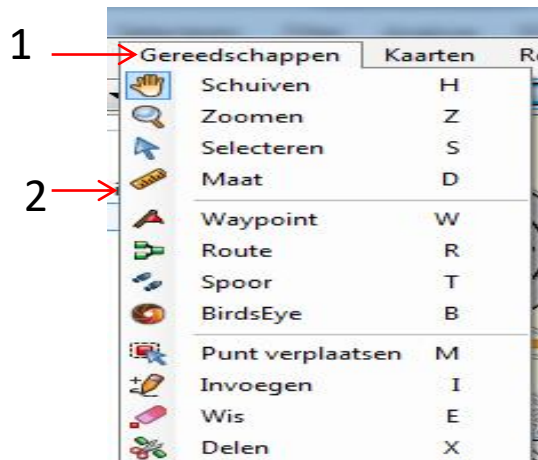 1
Gereedschappen Kaarten
Schuiven H
Zoomen Z
Selecteren S
2
Maat D
Waypoint W
Route R
Spoor T
BirdsEye B
Punt verplaatsen M
Invoegen I
Wis E
Delen X